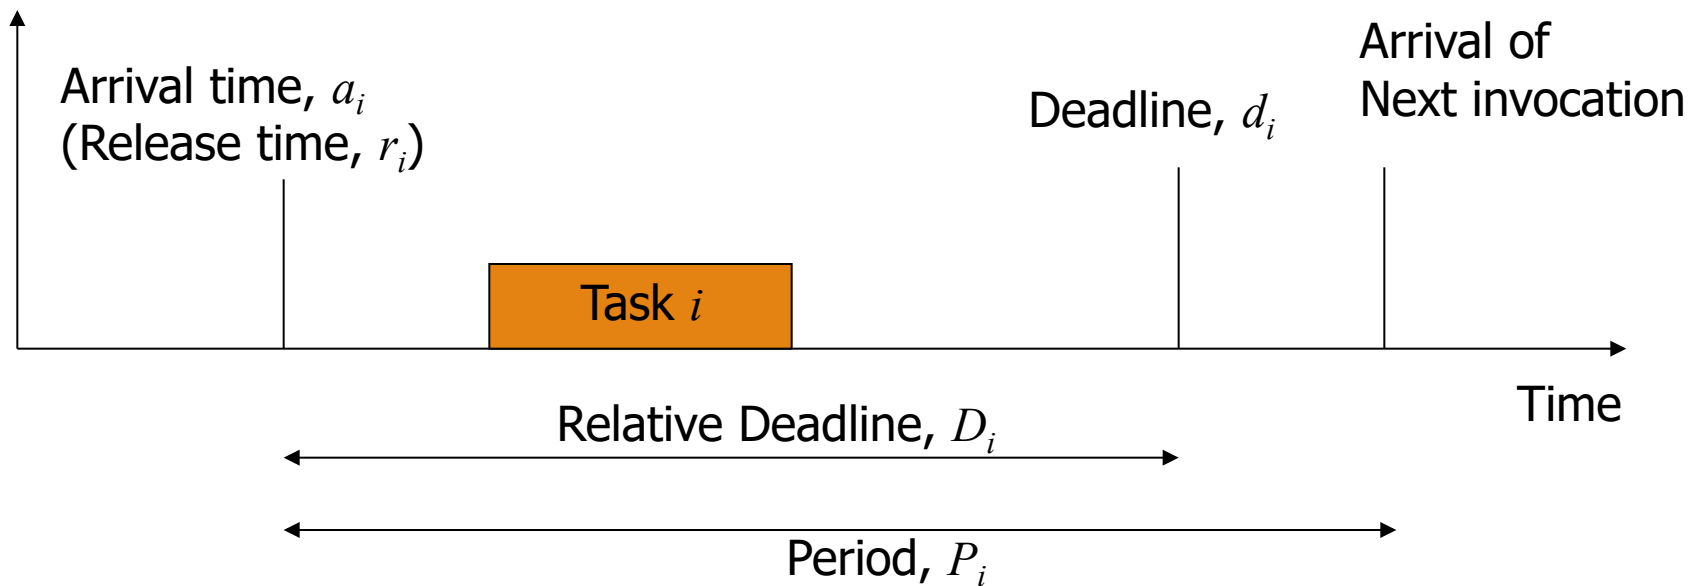 Arrival time, a_i
(Release time, r_i)
Deadline, d_i
Arrival of
Next invocation
Task i
Time
Relative Deadline, D_i
Period, P_i